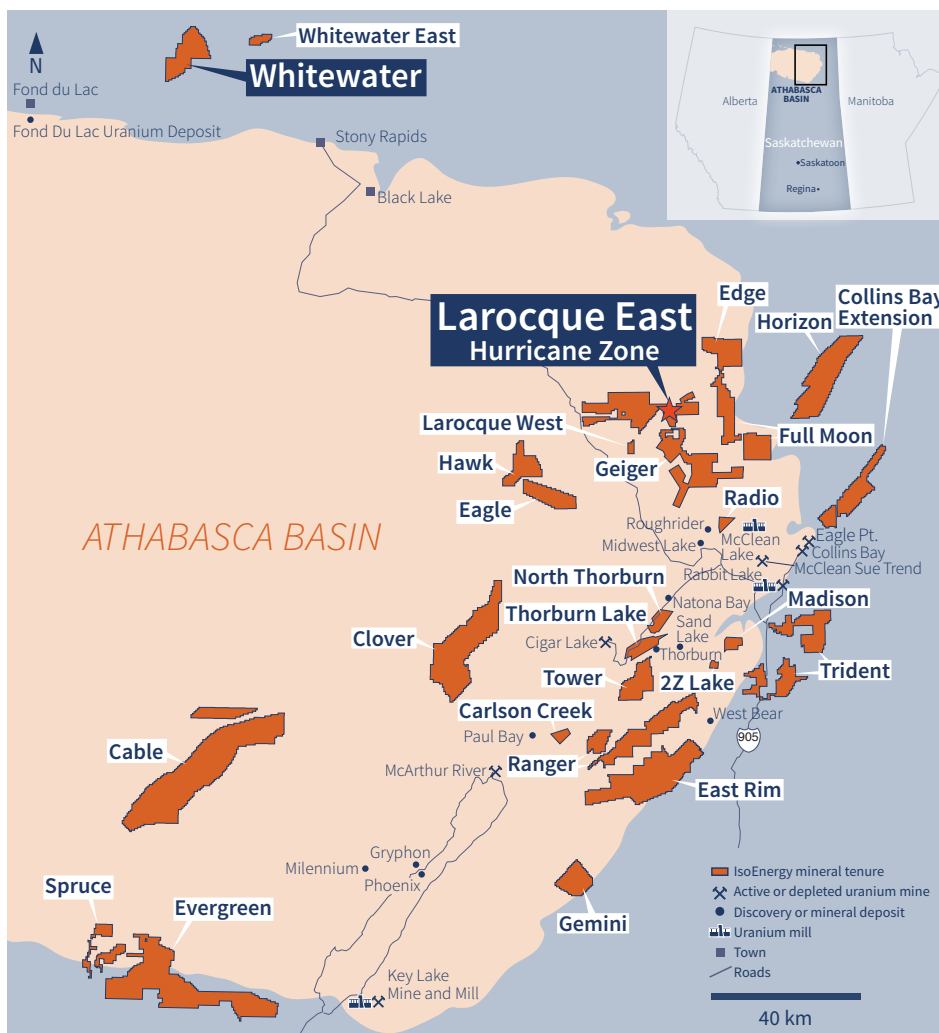 Whitewater East
Whitewater
N
Fond du Lac
Fond Du Lac Uranium Deposit
Stony Rapids
Black Lake
ATHABASCA
BASIN
Alberta
Manitoba
Saskatchewan
Saskatoon
Regina
Larocque East
Hurricane Zone
Edge
Collins Bay
Extension
Horizon
Larocque West
Full Moon
Hawk
Geiger
Eagle
Radio
ATHABASCA BASIN
Roughrider
Midwest Lake
McClean
Lake
Eagle Pt.
Collins Bay
McClean Sue Trend
Rabbit Lake
North Thorburn
Natona Bay
Madison
Thorburn Lake
Sand
Lake
Clover
Cigar Lake
Thorburn
Tower
2Z Lake
Trident
Carlson Creek
West Bear
Paul Bay
905
Cable
Ranger
McArthur River
East Rim
Gryphon
Milennium
Phoenix
Spruce
Evergreen
Gemini
Key Lake
Mine and Mill
IsoEnergy mineral tenure
Active or depleted uranium mine
Discovery or mineral deposit
Uranium mill
Town
Roads
40 km